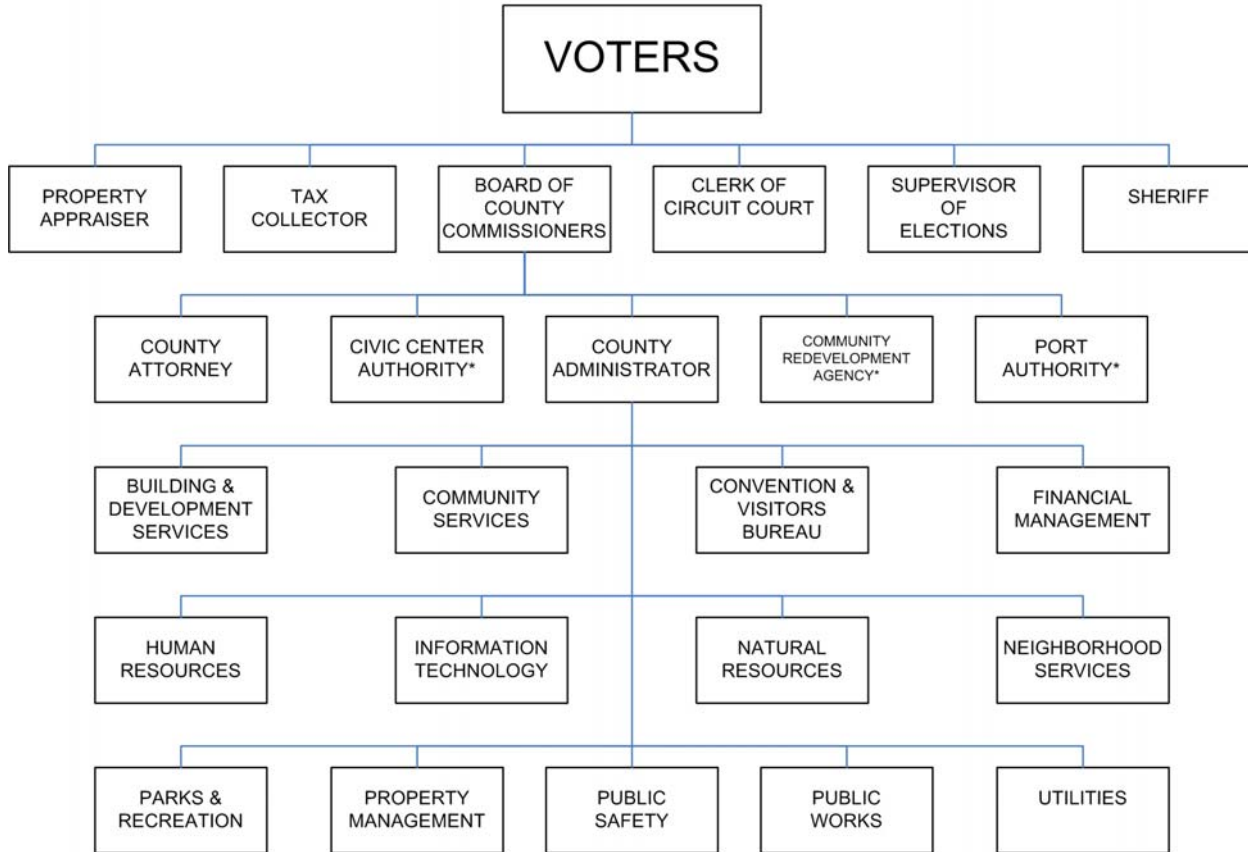 VOTERS
PROPERTY
APPRAISER
TAX
COLLECTOR
BOARD OF
COUNTY
COMMISSIONERS
CLERK OF
CIRCUIT COURT
SUPERVISOR
OF
ELECTIONS
SHERIFF
COUNTY
ATTORNEY
CIVIC CENTER
AUTHORITY*
COUNTY
ADMINISTRATOR
COMMUNITY
REDEVELOPMENT
AGENCY*
PORT
AUTHORITY*
BUILDING &
DEVELOPMENT
SERVICES
COMMUNITY
SERVICES
CONVENTION &
VISITORS
BUREAU
FINANCIAL
MANAGEMENT
HUMAN
RESOURCES
INFORMATION
TECHNOLOGY
NATURAL
RESOURCES
NEIGHBORHOOD
SERVICES
PARKS &
RECREATION
PROPERTY
MANAGEMENT
PUBLIC
SAFETY
PUBLIC
WORKS
UTILITIES